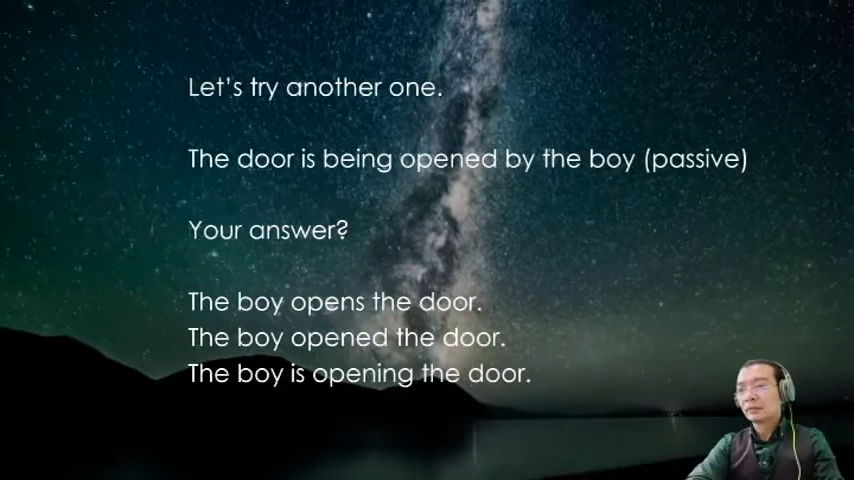 Let's try another one.
The door is being opened by the boy (passive)
Your answer?
The boy opens the door.
The boy opened the door.
The boy is opening the door.